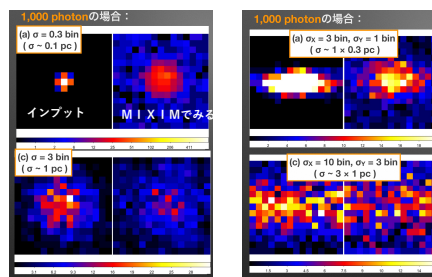 1,000 photonの場合：
(a) σ = 0.3 bin
( σ ~ 0.1 pc )
インプット
ＭＩＸＩＭでみる
(c) σ = 3 bin
( σ ~ 1 pc )
1,000 photonの場合：
(a) σX = 3 bin, σY = 1 bin
( σ ~ 1 × 0.3 pc )
(c) σX = 10 bin, σY = 3 bin
( σ ~ 3 × 1 pc )